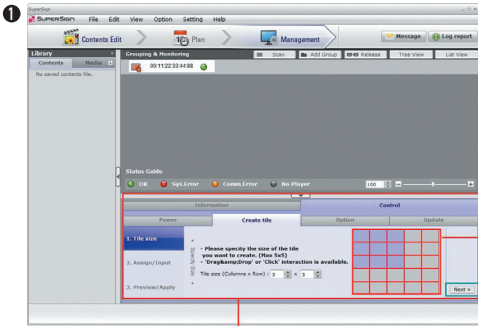 1
SuperSign
SUPERSIGN File Edit View Option Setting Help
Contents Edit Plan Management Message Log report
Library Grouping & Monitoring Scan Add Group Release Tree View List View
Contents Media
No saved contents file. 00:11:22:33:44:88
Status Guide
OK Sys.Error Comm.Error No Player 100
Information Control
Power Create tile Option Update
1. Tile size
2. Assign/Input
3. Preview/Apply
Specify Size
- Please specify the size of the tile
you want to create. (Max 5x5)
- 'Drag&amp;Drop' or 'Click' interaction is available.
Tile size (Columns x Row) : 3 x 3
Next »